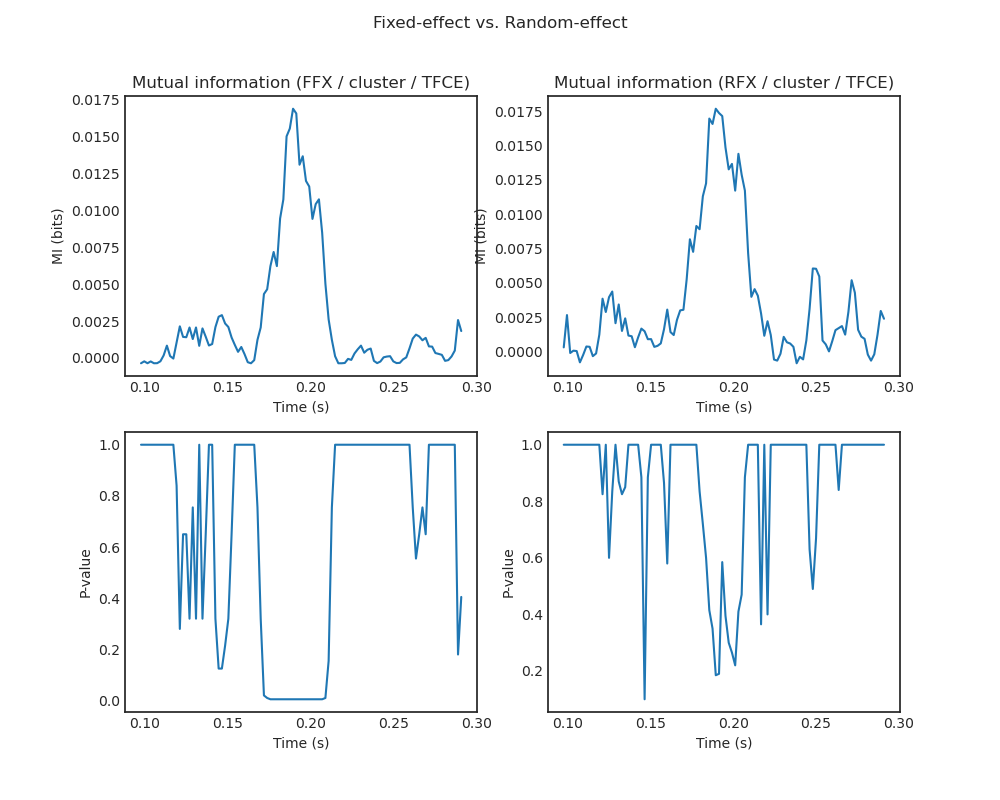 Fixed-effect vs. Random-effect
Mutual information (FFX / cluster / TFCE)
MI (bits)
0.0175
0.0150
0.0125
0.0100
0.0075
0.0050
0.0025
0.0000
0.10 0.15 0.20 0.25 0.30
Time (s)
Mutual information (RFX / cluster / TFCE)
MI (bits)
0.0175
0.0150
0.0125
0.0100
0.0075
0.0050
0.0025
0.0000
0.10 0.15 0.20 0.25 0.30
Time (s)
P-value
1.0
0.8
0.6
0.4
0.2
0.0
0.10 0.15 0.20 0.25 0.30
Time (s)
P-value
1.0
0.8
0.6
0.4
0.2
0.10 0.15 0.20 0.25 0.30
Time (s)